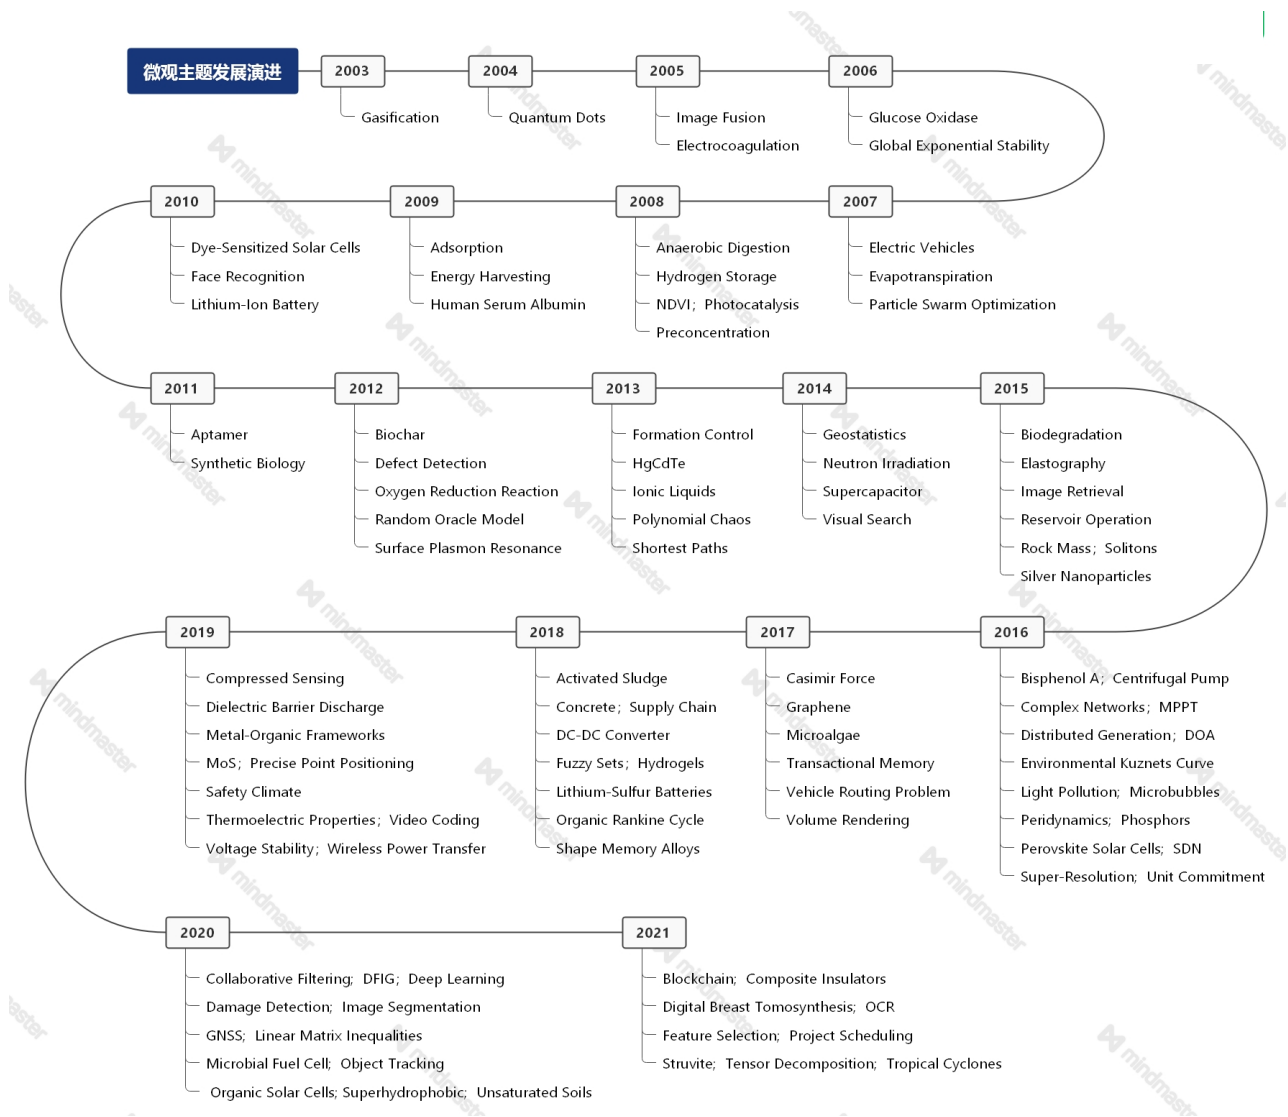 微观主题发展演进
2003
Gasification
2004
Quantum Dots
2005
Image Fusion
Electrocoagulation
2006
Glucose Oxidase
Global Exponential Stability
2007
Electric Vehicles
Evapotranspiration
Particle Swarm Optimization
2008
Anaerobic Digestion
Hydrogen Storage
NDVI; Photocatalysis
Preconcentration
2009
Adsorption
Energy Harvesting
Human Serum Albumin
2010
Dye-Sensitized Solar Cells
Face Recognition
Lithium-Ion Battery
2011
Aptamer
Synthetic Biology
2012
Biochar
Defect Detection
Oxygen Reduction Reaction
Random Oracle Model
Surface Plasmon Resonance
2013
Formation Control
HgCdTe
Ionic Liquids
Polynomial Chaos
Shortest Paths
2014
Geostatistics
Neutron Irradiation
Supercapacitor
Visual Search
2015
Biodegradation
Elastography
Image Retrieval
Reservoir Operation
Rock Mass; Solitons
Silver Nanoparticles
2016
Bisphenol A; Centrifugal Pump
Complex Networks; MPPT
Distributed Generation; DOA
Environmental Kuznets Curve
Light Pollution; Microbubbles
Peridynamics; Phosphors
Perovskite Solar Cells; SDN
Super-Resolution; Unit Commitment
2017
Casimir Force
Graphene
Microalgae
Transactional Memory
Vehicle Routing Problem
Volume Rendering
2018
Activated Sludge
Concrete; Supply Chain
DC-DC Converter
Fuzzy Sets; Hydrogels
Lithium-Sulfur Batteries
Organic Rankine Cycle
Shape Memory Alloys
2019
Compressed Sensing
Dielectric Barrier Discharge
Metal-Organic Frameworks
MoS; Precise Point Positioning
Safety Climate
Thermoelectric Properties; Video Coding
Voltage Stability; Wireless Power Transfer
2020
Collaborative Filtering; DFIG; Deep Learning
Damage Detection; Image Segmentation
GNSS; Linear Matrix Inequalities
Microbial Fuel Cell; Object Tracking
Organic Solar Cells; Superhydrophobic; Unsaturated Soils
2021
Blockchain; Composite Insulators
Digital Breast Tomosynthesis; OCR
Feature Selection; Project Scheduling
Struvite; Tensor Decomposition; Tropical Cyclones
mindmaster